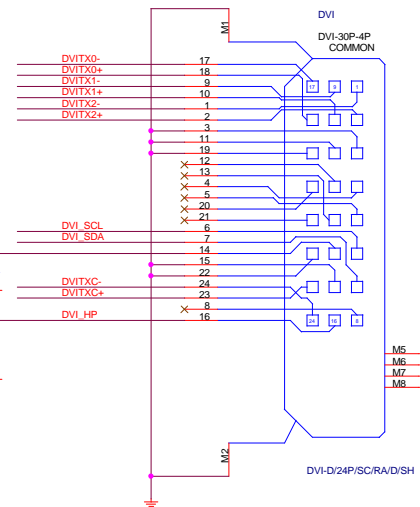 DVI
DVI-30P-4P
COMMON
M1
DVITX0- 17
DVITX0+ 18
DVITX1- 9
DVITX1+ 10
DVITX2- 1
DVITX2+ 2
3
11
19
12
13
4
5
20
21
DVI_SCL 6
DVI_SDA 7
14
15
22
DVITXC- 24
DVITXC+ 23
8
DVI_HP 16
17 9 1
24 16 8
M5
M6
M7
M8
M2
DVI-D/24P/SC/RA/D/SH